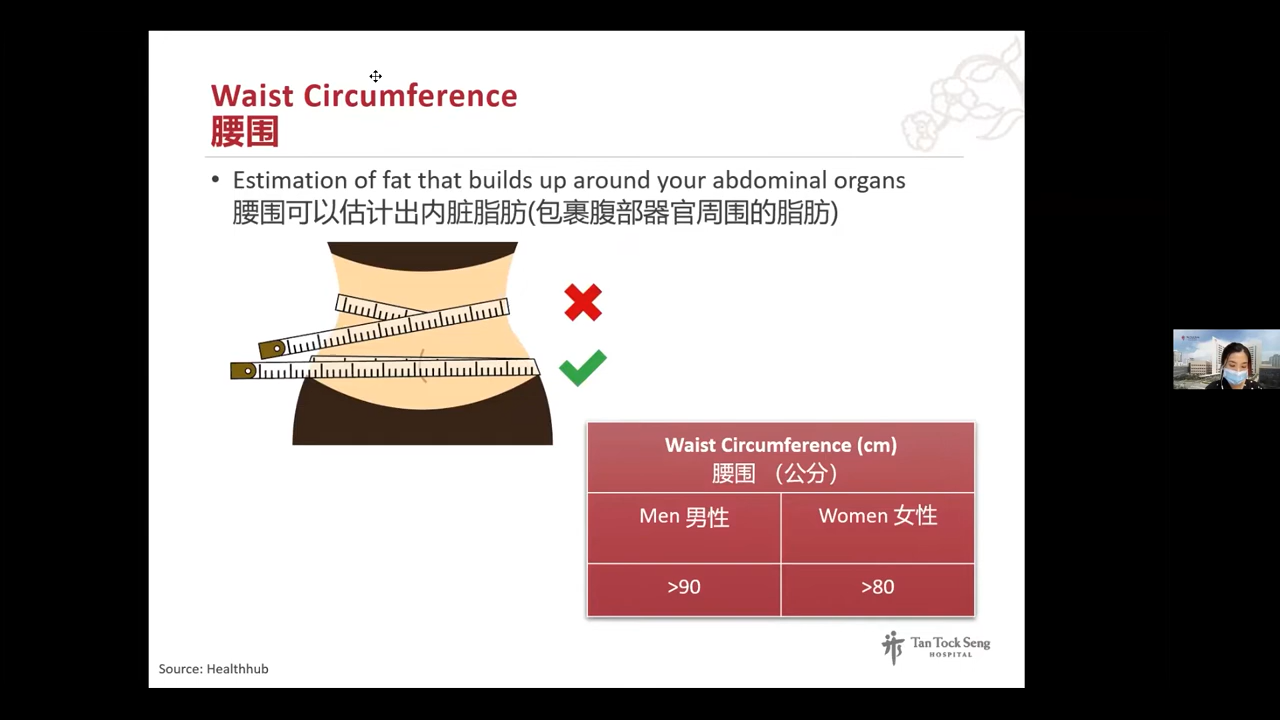 Waist Circumference
腰围
• Estimation of fat that builds up around your abdominal organs
腰围可以估计出内脏脂肪(包裹腹部器官周围的脂肪)
Waist Circumference (cm)
腰围 （公分）
Men 男性
Women 女性
>90
>80
Tan Tock Seng
HOSPITAL
Source: Healthhub